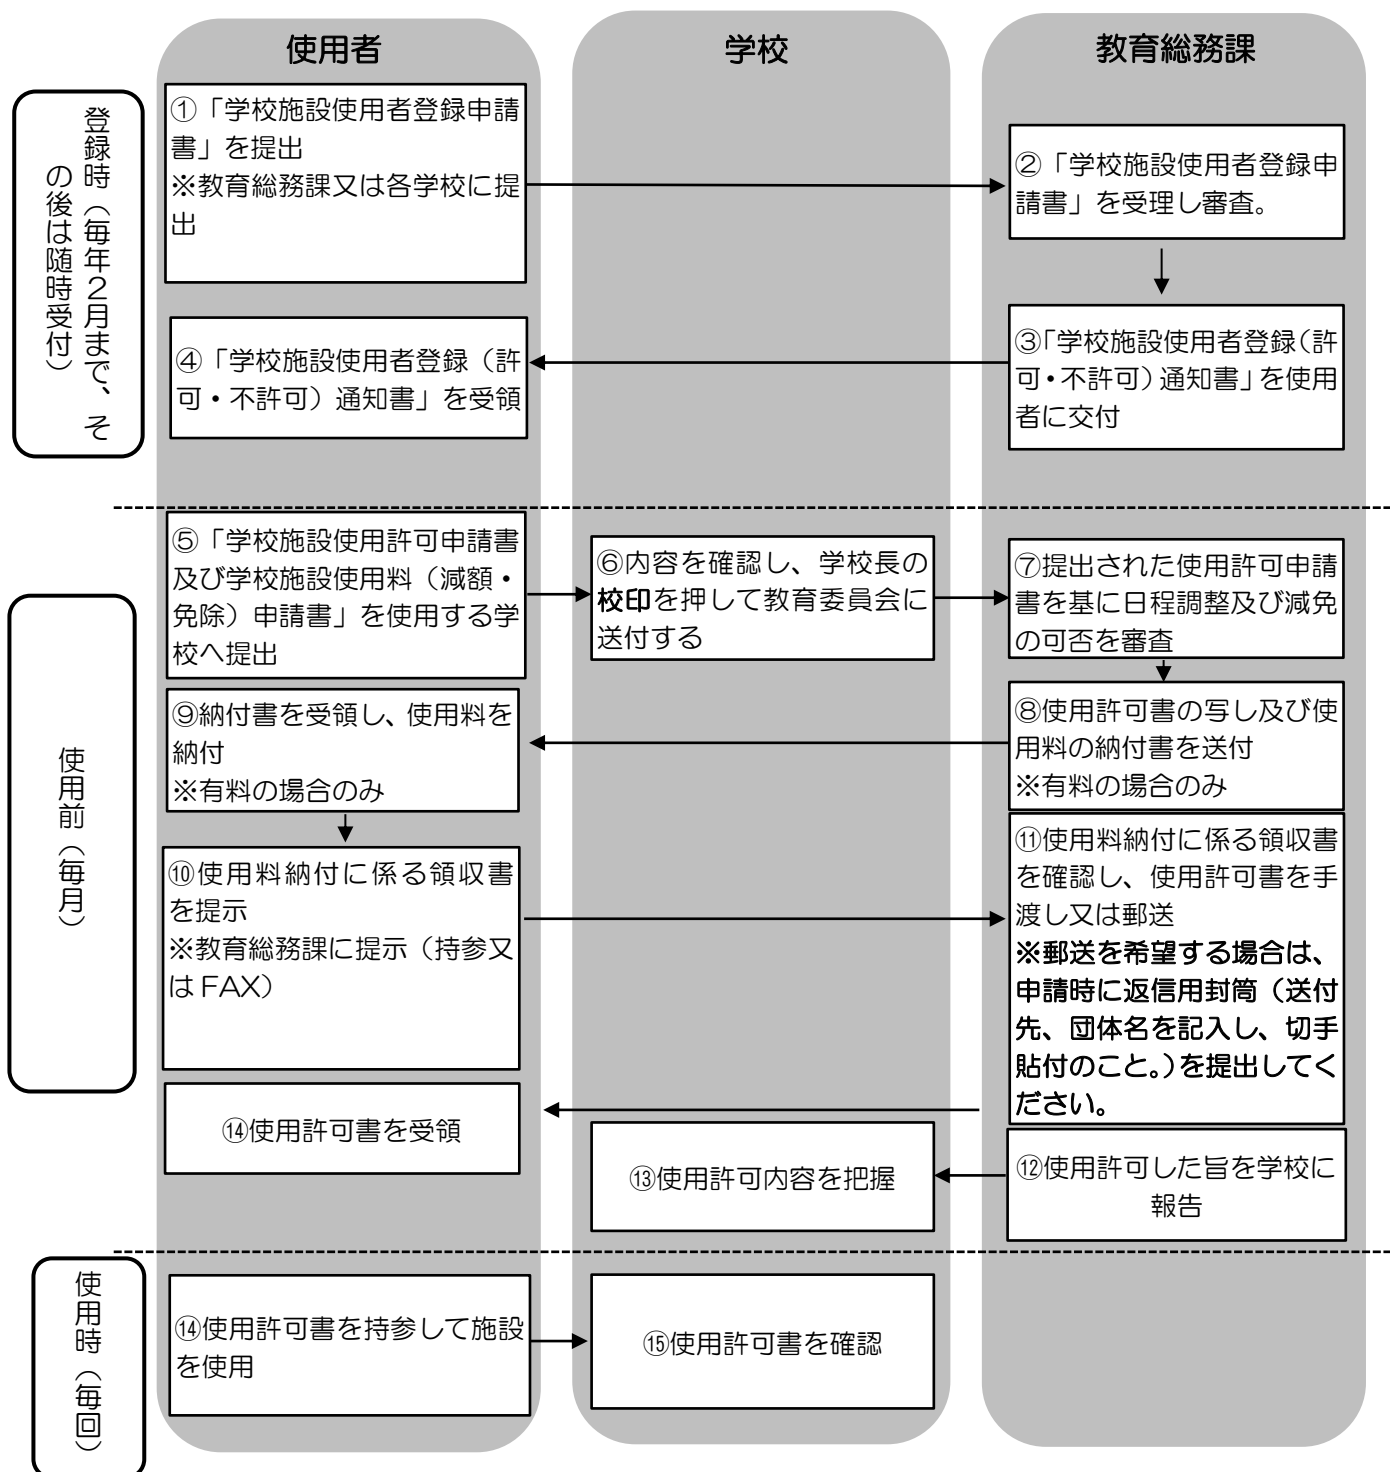 使用者
学校
教育総務課
登録時（毎年２月まで、そ
の後は随時受付）
①「学校施設使用者登録申請
書」を提出
※教育総務課又は各学校に提
出
②「学校施設使用者登録申
請書」を受理し審査。
③「学校施設使用者登録（許
可・不許可）通知書」を使用
者に交付
④「学校施設使用者登録（許
可・不許可）通知書」を受領
使用前（毎月）
⑤「学校施設使用許可申請書
及び学校施設使用料（減額・
免除）申請書」を使用する学
校へ提出
⑥内容を確認し、学校長の
校印を押して教育委員会に
送付する
⑦提出された使用許可申請
書を基に日程調整及び減免
の可否を審査
⑧使用許可書の写し及び使
用料の納付書を送付
※有料の場合のみ
⑨納付書を受領し、使用料を
納付
※有料の場合のみ
⑩使用料納付に係る領収書
を提示
※教育総務課に提示（持参又
は FAX）
⑪使用料納付に係る領収書
を確認し、使用許可書を手
渡し又は郵送
※郵送を希望する場合は、
申請時に返信用封筒（送付
先、団体名を記入し、切手
貼付のこと。）を提出してく
ださい。
⑭使用許可書を受領
⑬使用許可内容を把握
⑫使用許可した旨を学校に
報告
使用時（毎回）
⑭使用許可書を持参して施設
を使用
⑮使用許可書を確認